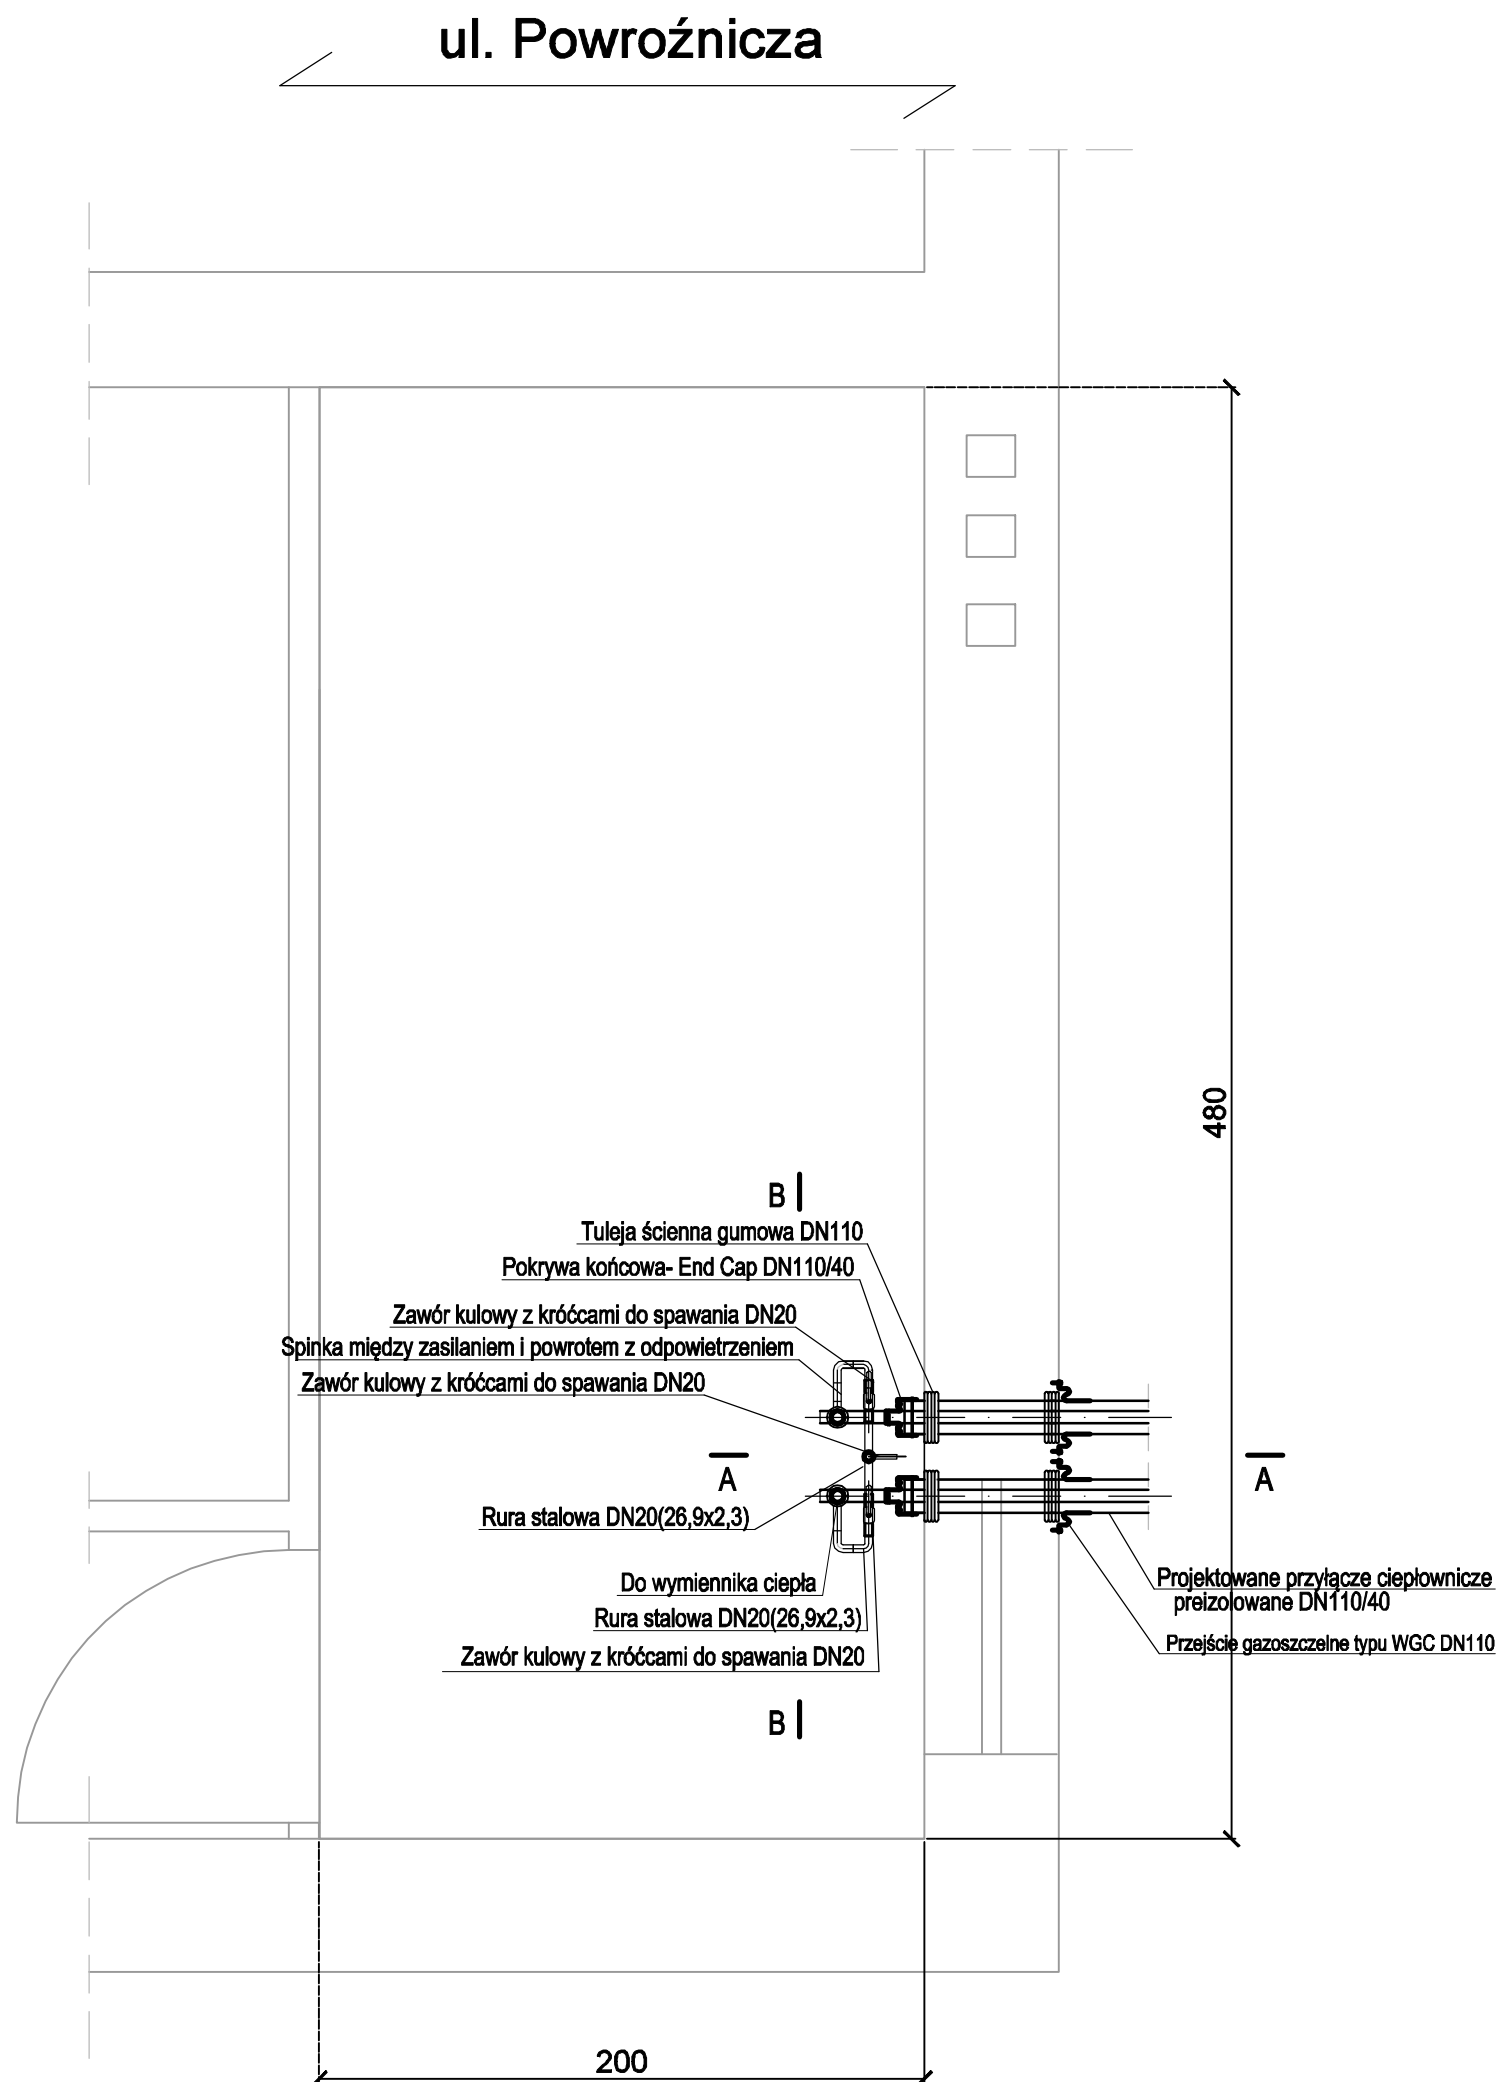 ul. Powroźnicza
480
B
Tuleja ścienna gumowa DN110
Pokrywa końcowa- End Cap DN110/40
Zawór kulowy z króćcami do spawania DN20
Spinka między zasilaniem i powrotem z odpowietrzeniem
Zawór kulowy z króćcami do spawania DN20
A
A
Rura stalowa DN20(26,9x2,3)
Do wymiennika ciepła
Projektowane przyłącze ciepłownicze
preizolowane DN110/40
Rura stalowa DN20(26,9x2,3)
Przejście gazoszczelne typu WGC DN110
Zawór kulowy z króćcami do spawania DN20
B
200